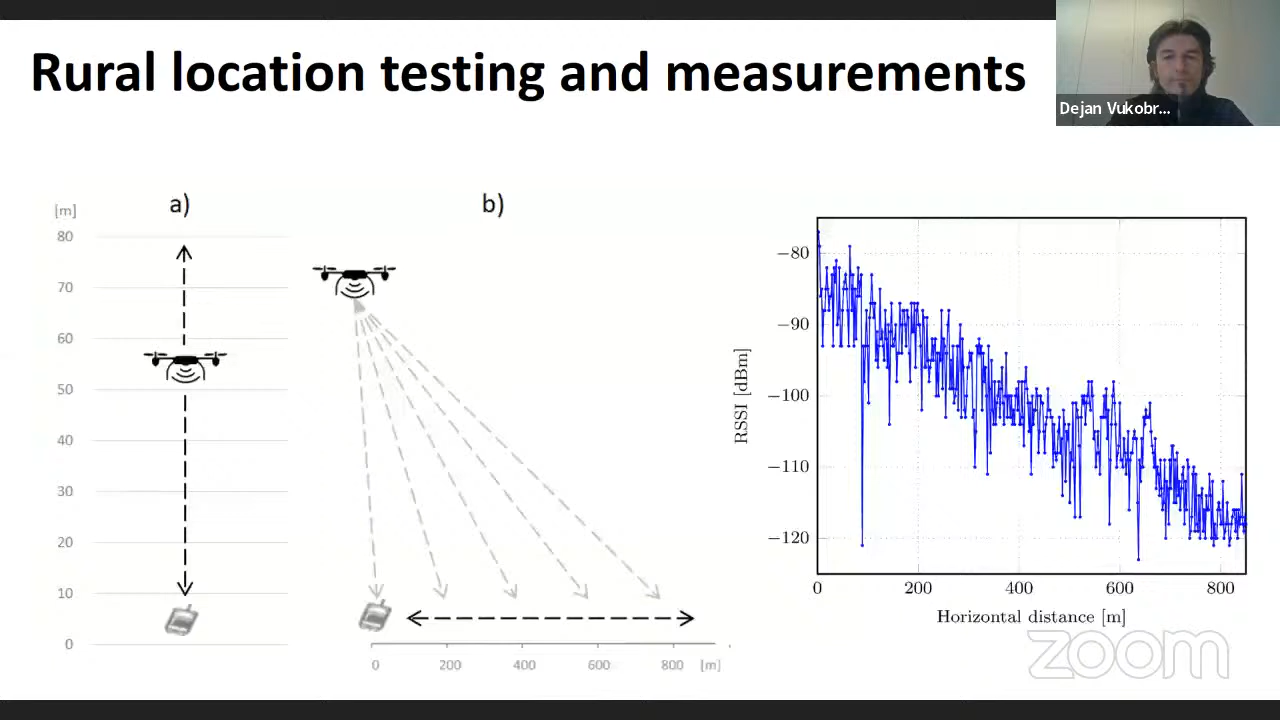 Rural location testing and measurements
Dejan Vukobr...
a)
b)
[m]
80
70
60
50
40
30
20
10
0
0 200 400 600 800 [m]
RSSI [dBm]
−80
−90
−100
−110
−120
0 200 400 600 800
Horizontal distance [m]
zoom